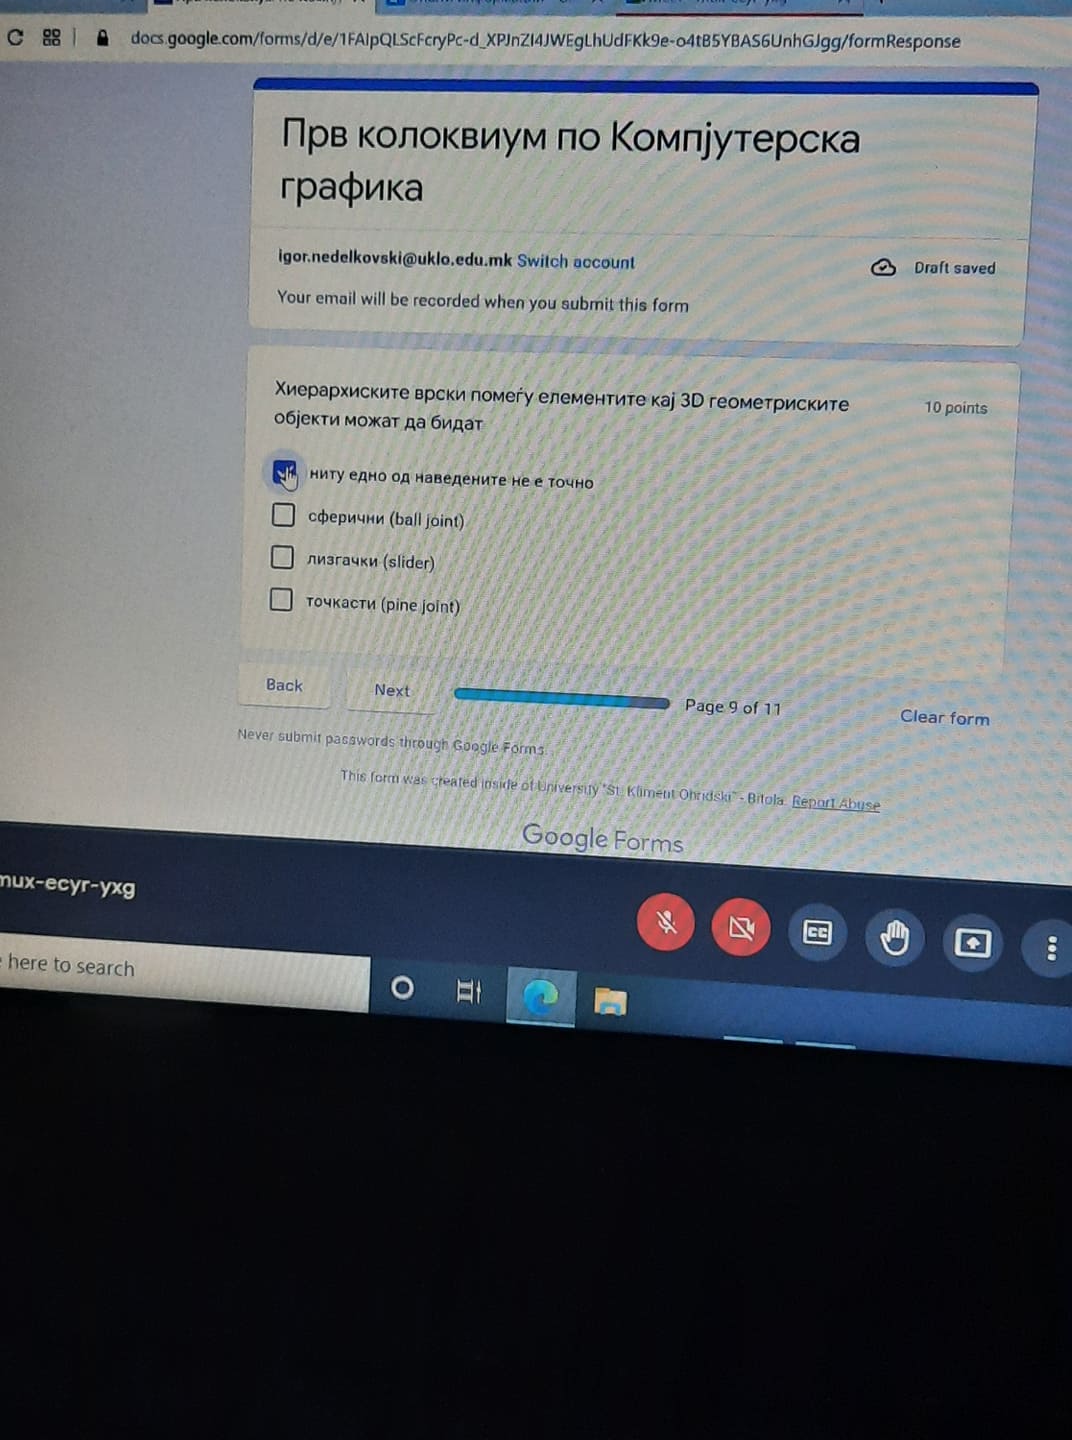 docs.google.com/forms/d/e/1FAIpQLScFcryPc-d_XPJnZI4JWEgLhUdFKk9e-o4tB5YBAS6UnhGJgg/formResponse
Прв колоквиум по Компјутерска
графика
igor.nedelkovski@uklo.edu.mk Switch account
Draft saved
Your email will be recorded when you submit this form
Хиерархиските врски помеѓу елементите кај 3D геометриските
објекти можат да бидат
10 points
ниту едно од наведените не е точно
сферични (ball joint)
лизгачки (slider)
точкасти (pine joint)
Back
Next
Page 9 of 11
Clear form
Never submit passwords through Google Forms.
This form was created inside of University "St. Kliment Ohridski" - Bitola. Report Abuse
Google Forms
mux-ecyr-yxg
CC
here to search